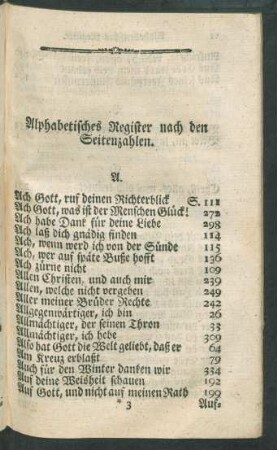 Alphabetisches Register nach den
Seitenzahlen.
A.
Ach Gott, ruf deinen Richterblick S. 112
Ach Gott, was ist der Menschen Glück! 272
Ach habe Dank für deine Liebe 298
Ach laß dich gnädig finden 114
Ach, wenn werd ich von der Sünde 115
Ach, wer auf späte Buße hofft 136
Ach zürne nicht 109
Allen Christen, und auch mir 239
Allen, welche nicht vergeben 249
Aller meiner Brüder Rechte 242
Allgegenwärtiger, ich bin 26
Allmächtiger, der seinen Thron 33
Allmächtiger, ich hebe 309
Also hat Gott die Welt geliebt, daß er 64
Am Kreuz erblaßt 79
Auch für den Winter danken wir 334
Auf deine Weisheit schauen 192
Auf Gott, und nicht auf meinen Rath 199
* 3 Auf-